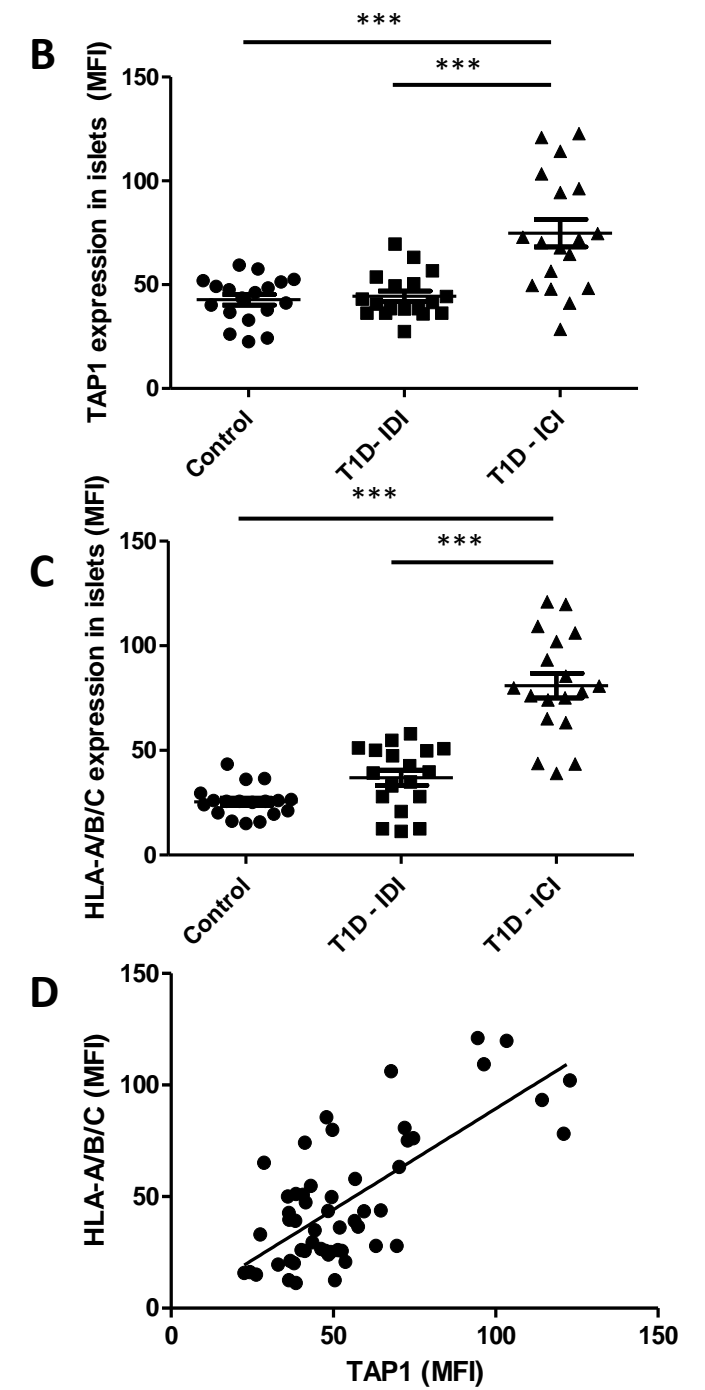 B
***
***
TAP1 expression in islets (MFI)
150
100
50
0
Control
T1D- IDI
T1D - ICI
C
***
***
HLA-A/B/C expression in islets (MFI)
150
100
50
0
Control
T1D - IDI
T1D - ICI
D
HLA-A/B/C (MFI)
150
100
50
0
0
50
100
150
TAP1 (MFI)